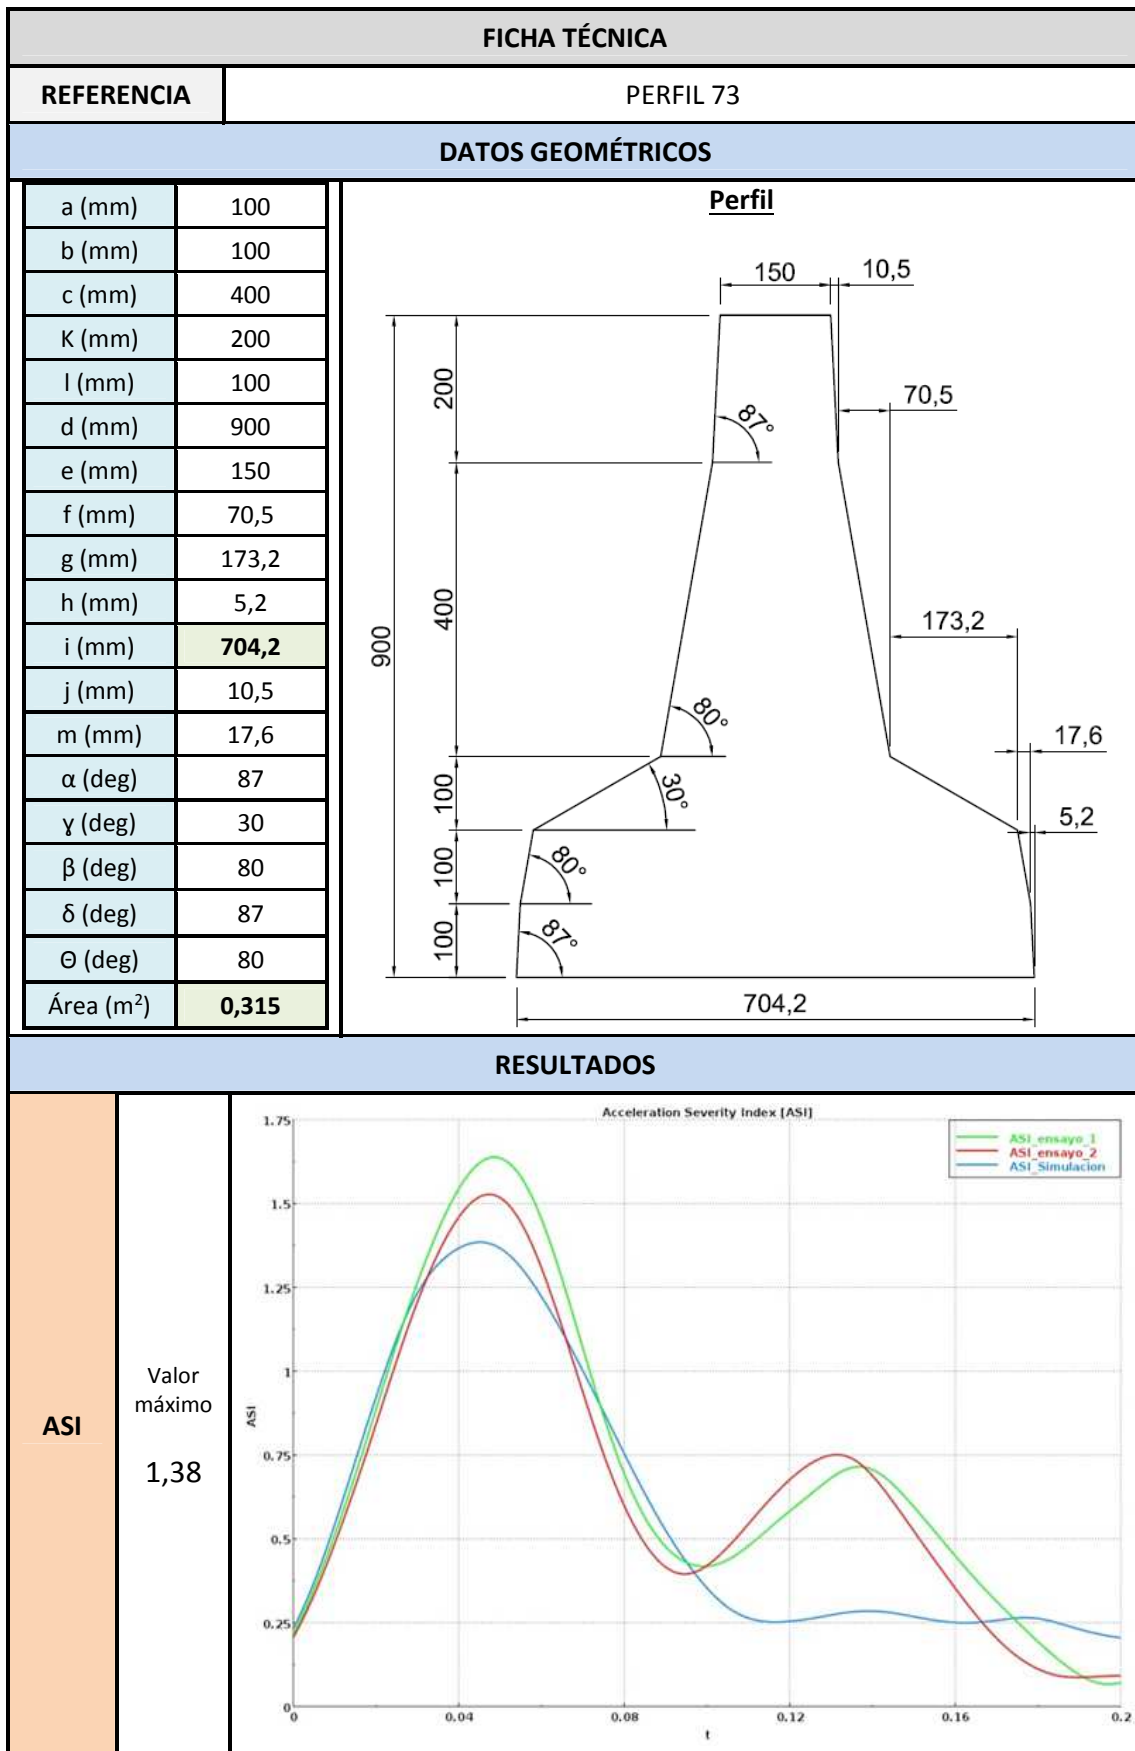 FICHA TÉCNICA
REFERENCIA PERFIL 73
DATOS GEOMÉTRICOS
a (mm) 100
b (mm) 100
c (mm) 400
K (mm) 200
l (mm) 100
d (mm) 900
e (mm) 150
f (mm) 70,5
g (mm) 173,2
h (mm) 5,2
i (mm) 704,2
j (mm) 10,5
m (mm) 17,6
α (deg) 87
γ (deg) 30
β (deg) 80
δ (deg) 87
Θ (deg) 80
Área (m²) 0,315
Perfil
150 10,5
200
87°
70,5
900
400
173,2
80°
17,6
100
30°
5,2
100
80°
100
87°
704,2
RESULTADOS
ASI
Valor
máximo
1,38
Acceleration Severity Index [ASI]
ASI_ensayo_1
ASI_ensayo_2
ASI_Simulacion
1.75
1.5
1.25
1
0.75
0.5
0.25
0
ASI
0 0.04 0.08 0.12 0.16 0.2
t